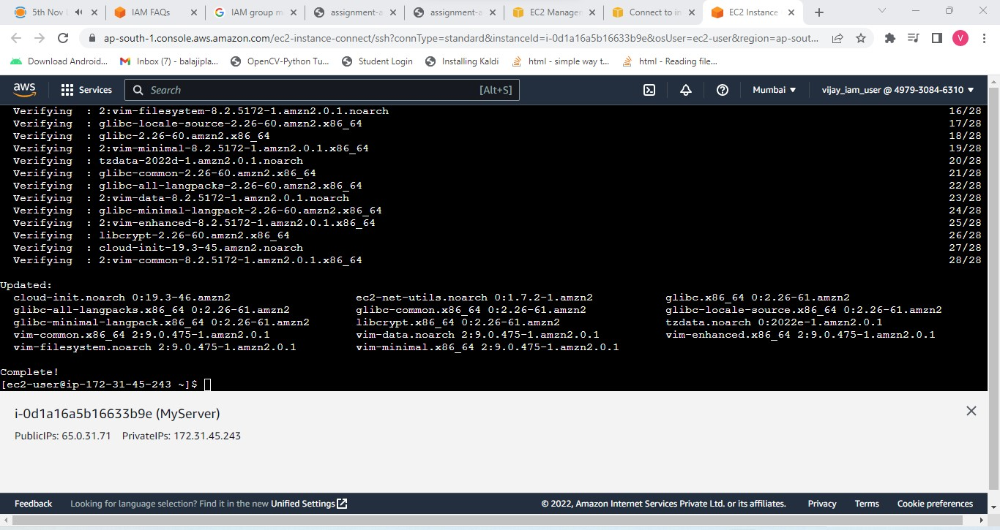 5th Nov
IAM FAQs
IAM group m
assignment-a
assignment-a
EC2 Manager
Connect to in
EC2 Instance
ap-south-1.console.aws.amazon.com/ec2-instance-connect/ssh?connType=standard&instanceId=i-0d1a16a5b16633b9e&osUser=ec2-user&region=ap-sout...
V
Download Android...
Inbox (7) - balajipla...
OpenCV-Python Tu...
Student Login
Installing Kaldi
html - simple way t...
html - Reading file...
aws
Services
Search
[Alt+S]
Mumbai
vijay_iam_user @ 4979-3084-6310
Verifying : 2:vim-filesystem-8.2.5172-1.amzn2.0.1.noarch 16/28
Verifying : glibc-locale-source-2.26-60.amzn2.x86_64 17/28
Verifying : glibc-2.26-60.amzn2.x86_64 18/28
Verifying : 2:vim-minimal-8.2.5172-1.amzn2.0.1.x86_64 19/28
Verifying : tzdata-2022d-1.amzn2.0.1.noarch 20/28
Verifying : glibc-common-2.26-60.amzn2.x86_64 21/28
Verifying : glibc-all-langpacks-2.26-60.amzn2.x86_64 22/28
Verifying : 2:vim-data-8.2.5172-1.amzn2.0.1.noarch 23/28
Verifying : glibc-minimal-langpack-2.26-60.amzn2.x86_64 24/28
Verifying : 2:vim-enhanced-8.2.5172-1.amzn2.0.1.x86_64 25/28
Verifying : libcrypt-2.26-60.amzn2.x86_64 26/28
Verifying : cloud-init-19.3-45.amzn2.noarch 27/28
Verifying : 2:vim-common-8.2.5172-1.amzn2.0.1.x86_64 28/28
Updated:
cloud-init.noarch 0:19.3-46.amzn2 ec2-net-utils.noarch 0:1.7.2-1.amzn2 glibc.x86_64 0:2.26-61.amzn2
glibc-all-langpacks.x86_64 0:2.26-61.amzn2 glibc-common.x86_64 0:2.26-61.amzn2 glibc-locale-source.x86_64 0:2.26-61.amzn2
glibc-minimal-langpack.x86_64 0:2.26-61.amzn2 libcrypt.x86_64 0:2.26-61.amzn2 tzdata.noarch 0:2022e-1.amzn2.0.1
vim-common.x86_64 2:9.0.475-1.amzn2.0.1 vim-data.noarch 2:9.0.475-1.amzn2.0.1 vim-enhanced.x86_64 2:9.0.475-1.amzn2.0.1
vim-filesystem.noarch 2:9.0.475-1.amzn2.0.1 vim-minimal.x86_64 2:9.0.475-1.amzn2.0.1
Complete!
[ec2-user@ip-172-31-45-243 ~]$
i-0d1a16a5b16633b9e (MyServer)
PublicIPs: 65.0.31.71 PrivateIPs: 172.31.45.243
Feedback
Looking for language selection? Find it in the new Unified Settings
© 2022, Amazon Internet Services Private Ltd. or its affiliates.
Privacy
Terms
Cookie preferences